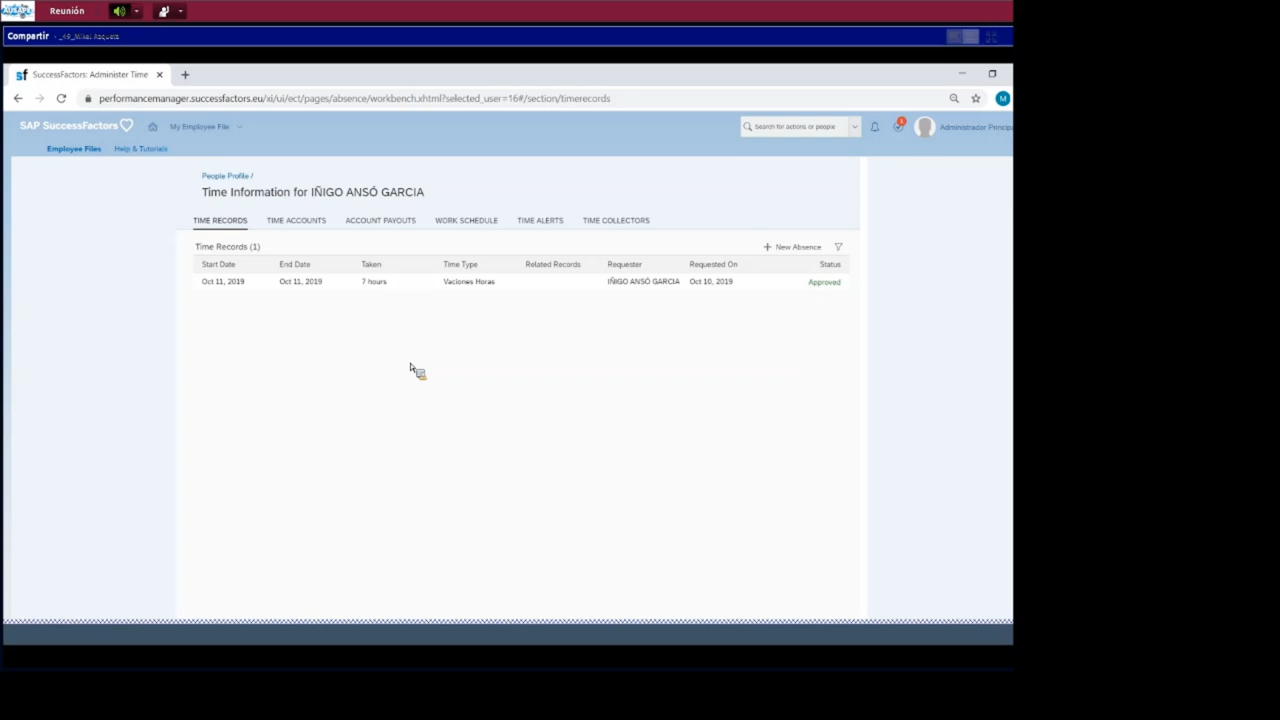 Reunión
Compartir
SuccessFactors: Administer Time
performancemanager.successfactors.eu/xi/ui/ect/pages/absence/workbench.xhtml?selected_user=16#/section/timerecords
SAP SuccessFactors My Employee File Search for actions or people 1 Administrador Princip
Employee Files Help & Tutorials
People Profile /
Time Information for IÑIGO ANSÓ GARCIA
TIME RECORDS TIME ACCOUNTS ACCOUNT PAYOUTS WORK SCHEDULE TIME ALERTS TIME COLLECTORS
Time Records (1) New Absence
Start Date End Date Taken Time Type Related Records Requester Requested On Status
Oct 11, 2019 Oct 11, 2019 7 hours Vaciones Horas IÑIGO ANSÓ GARCIA Oct 10, 2019 Approved